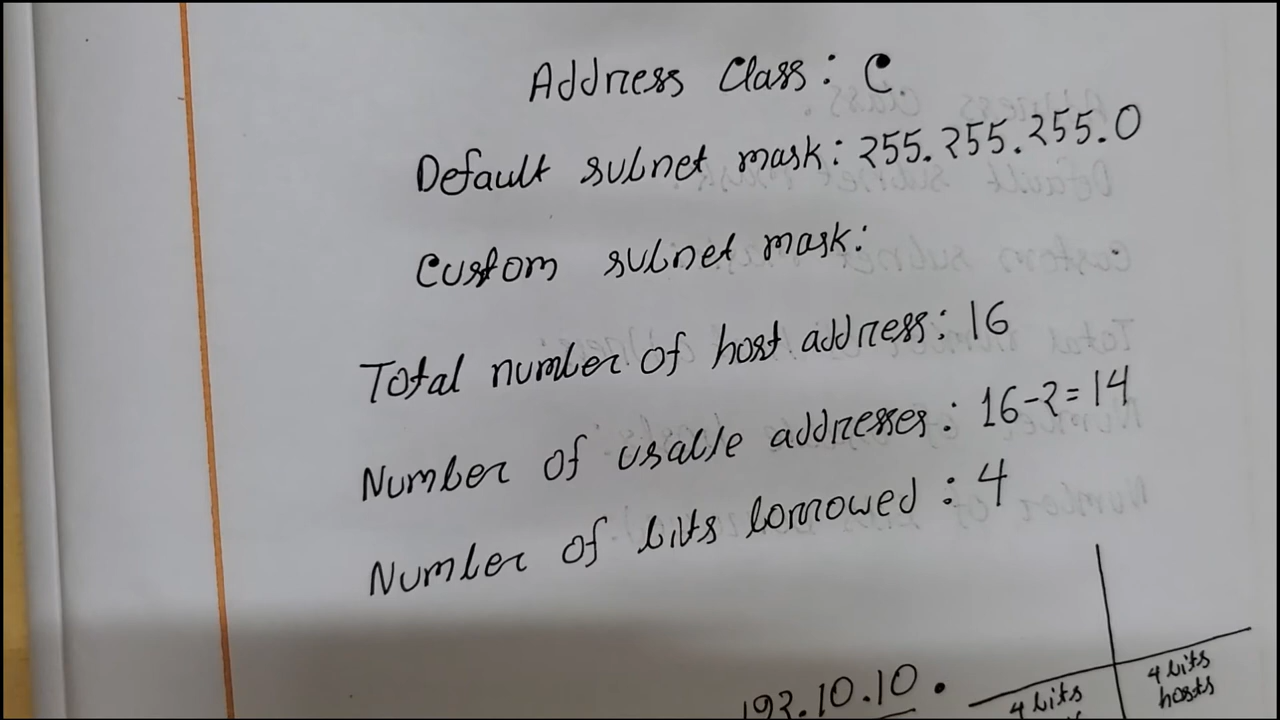 Address Class: C
Default subnet mask: 255.255.255.0
Custom subnet mask:
Total number of host address: 16
Number of usable addresses: 16-2=14
Number of bits borrowed: 4
192.10.10.
4 bits
4 bits
hosts